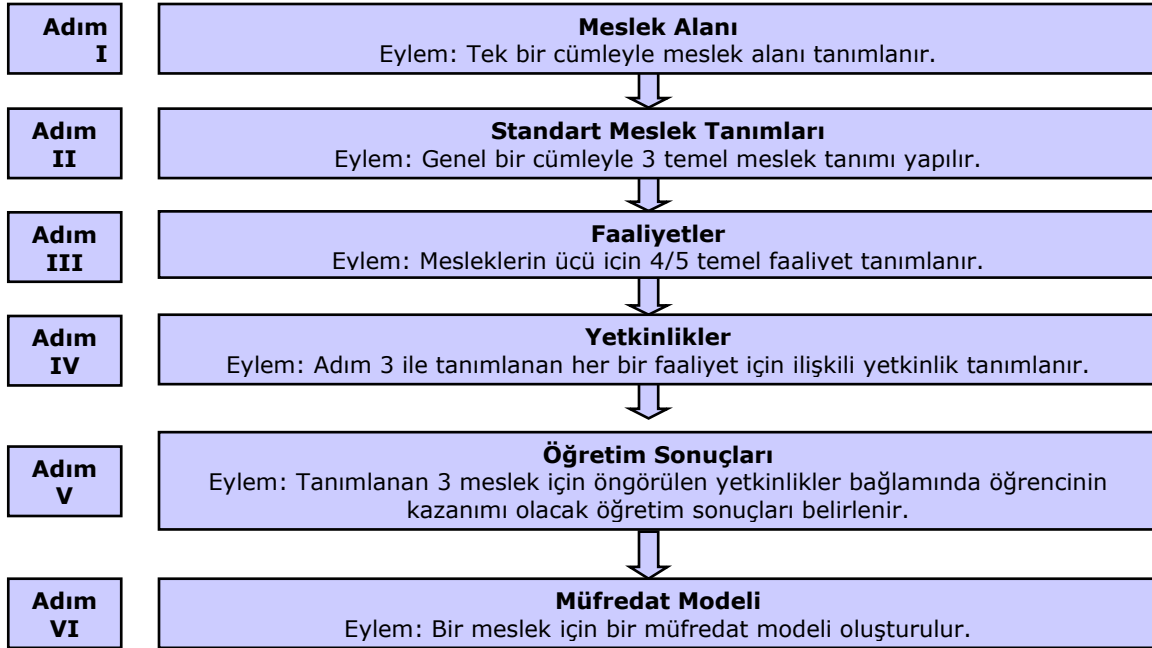 Adım
I
Meslek Alanı
Eylem: Tek bir cümleyle meslek alanı tanımlanır.
Adım
II
Standart Meslek Tanımları
Eylem: Genel bir cümleyle 3 temel meslek tanımı yapılır.
Adım
III
Faaliyetler
Eylem: Mesleklerin üçü için 4/5 temel faaliyet tanımlanır.
Adım
IV
Yetkinlikler
Eylem: Adım 3 ile tanımlanan her bir faaliyet için ilişkili yetkinlik tanımlanır.
Adım
V
Öğretim Sonuçları
Eylem: Tanımlanan 3 meslek için öngörülen yetkinlikler bağlamında öğrencinin
kazanımı olacak öğretim sonuçları belirlenir.
Adım
VI
Müfredat Modeli
Eylem: Bir meslek için bir müfredat modeli oluşturulur.